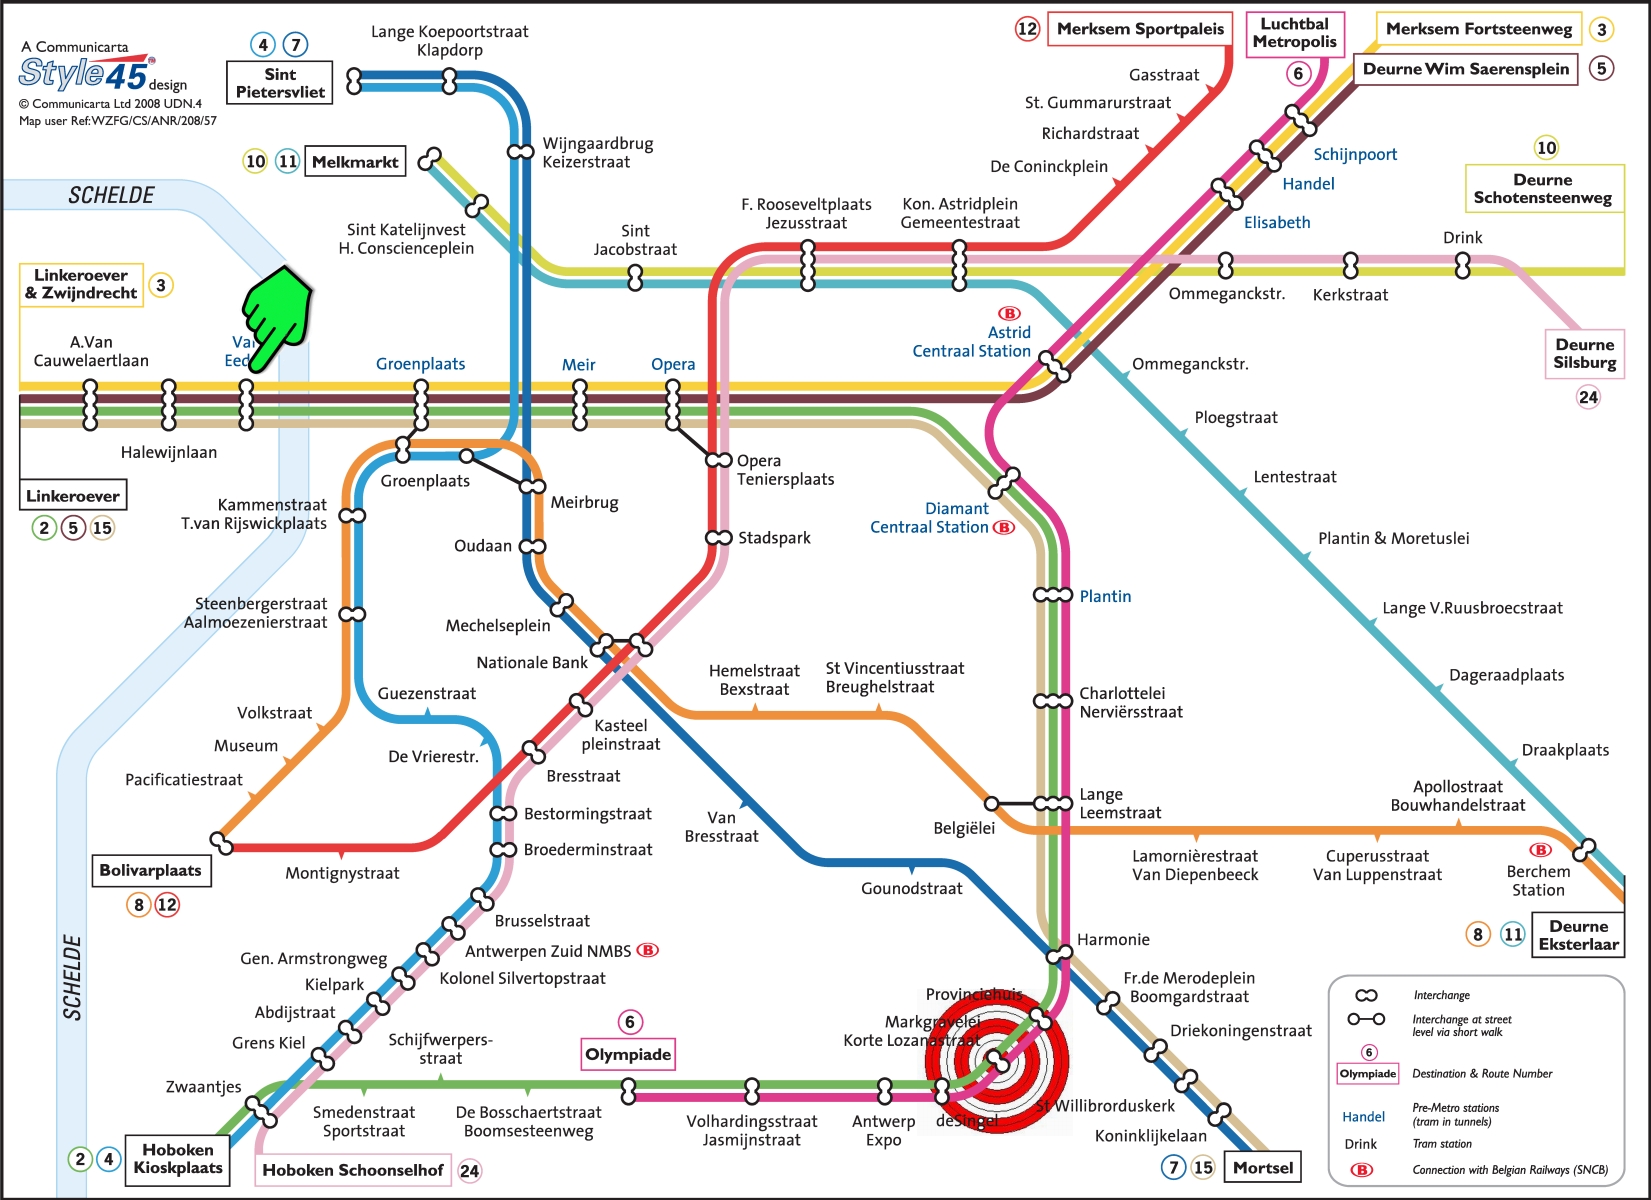 A Communicarta
Style45™
design
© Communicarta Ltd 2008 UDN.4
Map user Ref:WZFG/CS/ANR/208/57
4 7
Sint
Pietersvliet
Lange Koepoortstraat
Klapdorp
12
Merksem Sportpaleis
Luchtbal
Metropolis
6
Merksem Fortsteenweg
3
Deurne Wim Saerensplein
5
Gasstraat
St. Gummarurstraat
Richardstraat
De Coninckplein
Wijngaardbrug
Keizerstraat
10 11
Melkmarkt
Schijnpoort
Handel
Elisabeth
10
Deurne
Schotensteenweg
SCHELDE
Sint Katelijnvest
H. Conscienceplein
Sint
Jacobstraat
F. Rooseveltplaats
Jezusstraat
Kon. Astridplein
Gemeentestraat
Drink
Ommeganckstr.
Kerkstraat
Linkeroever
& Zwijndrecht
3
A.Van
Cauwelaertlaan
Groenplaats
Meir
Opera
B
Astrid
Centraal Station
Ommeganckstr.
Deurne
Silsburg
24
Ploegstraat
Halewijnlaan
Linkeroever
2 5 15
Groenplaats
Meirbrug
Opera
Teniersplaats
Lentestraat
Kammenstraat
T.van Rijswickplaats
Oudaan
Stadspark
Diamant
Centraal Station
B
Plantin & Moretuslei
Steenbergerstraat
Aalmoezenierstraat
Mechelseplein
Nationale Bank
Plantin
Lange V.Ruusbroecstraat
Guezenstraat
Volkstraat
Museum
Pacificatiestraat
De Vrierestr.
Kasteel
pleinstraat
Bresstraat
Hemelstraat
Bexstraat
St Vincentiusstraat
Breughelstraat
Charlottelei
Nerviërsstraat
Dageraadplaats
Draakplaats
Bestormingstraat
Broederminstraat
Van
Bresstraat
Belgiëlei
Lange
Leemstraat
Apollostraat
Bouwhandelstraat
Bolivarplaats
8 12
Montignystraat
Gounodstraat
Lamornièrestraat
Van Diepenbeeck
Cuperusstraat
Van Luppenstraat
B
Berchem
Station
8 11
Deurne
Eksterlaar
Brusselstraat
Antwerpen Zuid NMBS
B
Kolonel Silvertopstraat
Gen. Armstrongweg
Kielpark
Abdijstraat
Grens Kiel
Zwaantjes
SCHELDE
Harmonie
Fr.de Merodeplein
Boomgardstraat
Driekoningenstraat
Provinciehuis
Markgravelei
Korte Lozanastraat
Schijfwerpers-
straat
6
Olympiade
Smedenstraat
Sportstraat
De Bosschaertstraat
Boomsesteenweg
Volhardingsstraat
Jasmijnstraat
Antwerp
Expo
deSingel
St Willibrorduskerk
Koninklijkelaan
2 4
Hoboken
Kioskplaats
Hoboken Schoonselhof
24
7 15
Mortsel
Interchange
Interchange at street
level via short walk
6
Olympiade
Destination & Route Number
Handel
Pre-Metro stations
(tram in tunnels)
Drink
Tram station
B
Connection with Belgian Railways (SNCB)